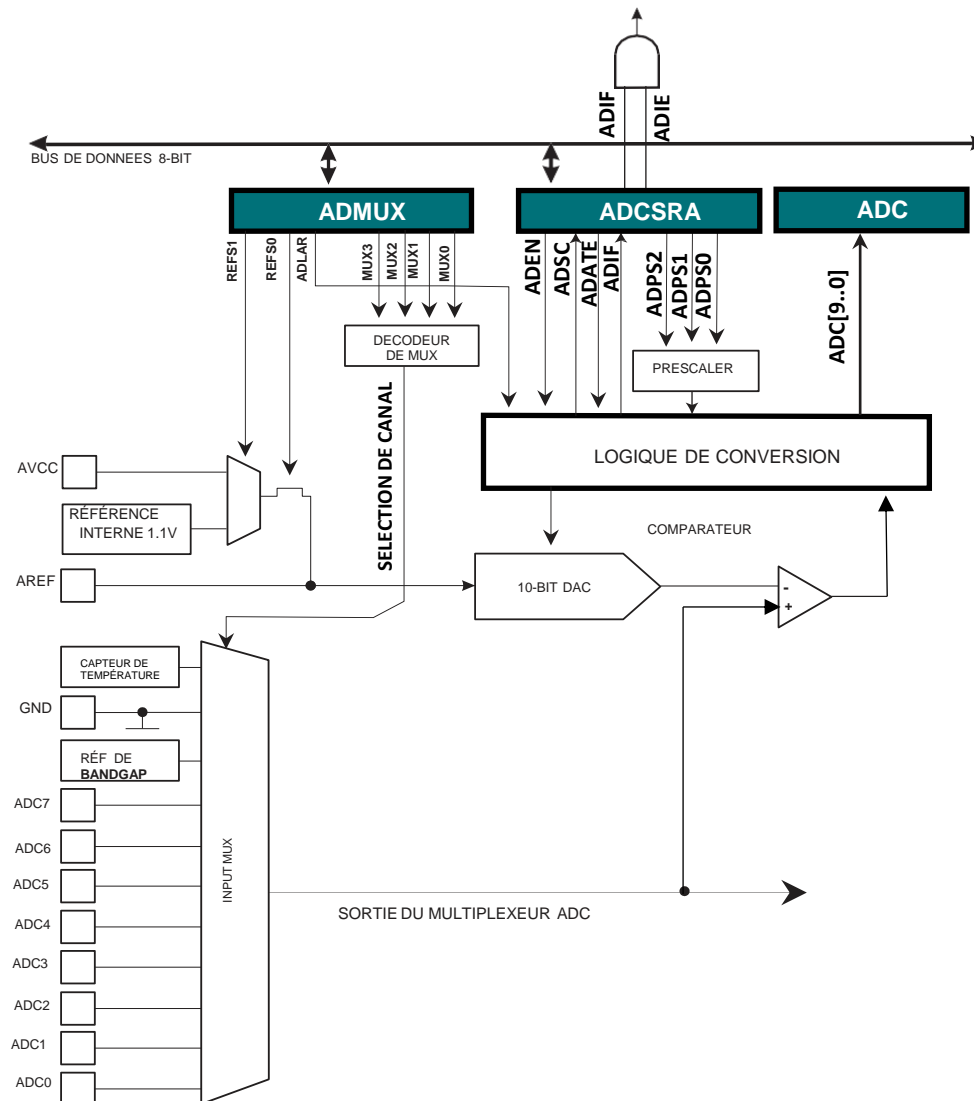 ADIF
ADIE
BUS DE DONNEES 8-BIT
ADMUX
ADCSRA
ADC
REFS1
REFS0
ADLAR
MUX3
MUX2
MUX1
MUX0
ADEN
ADSC
ADATE
ADIF
ADPS2
ADPS1
ADPS0
ADC[9..0]
DECODEUR
DE MUX
PRESCALER
SELECTION DE CANAL
LOGIQUE DE CONVERSION
AVCC
RÉFÉRENCE
INTERNE 1.1V
COMPARATEUR
AREF
10-BIT DAC
-
+
CAPTEUR DE
TEMPÉRATURE
GND
RÉF DE
BANDGAP
ADC7
ADC6
ADC5
ADC4
ADC3
ADC2
ADC1
ADC0
INPUT MUX
SORTIE DU MULTIPLEXEUR ADC